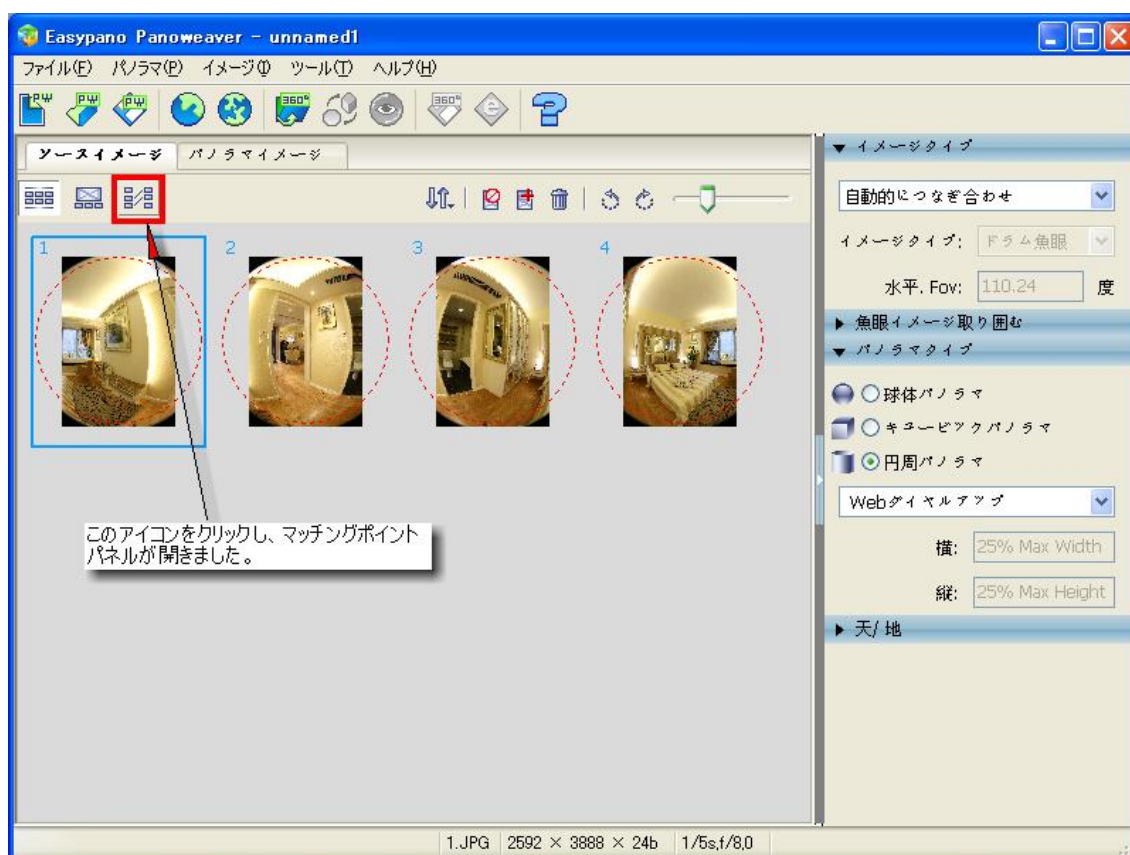 Easypano Panoweaver - unnamed1
ファイル(F) パノラマ(P) イメージ(I) ツール(T) ヘルプ(H)
ソースイメージ パノラマイメージ
1 2 3 4
このアイコンをクリックし、マッチングポイント
パネルが開きました。
▼ イメージタイプ
自動的につなぎ合わせ
イメージタイプ: ドラム魚眼
水平. Fov: 110.24 度
▶ 魚眼イメージ取り囲む
▼ パノラマタイプ
球体パノラマ
キュービックパノラマ
円周パノラマ
Webダイヤルアップ
横: 25% Max Width
縦: 25% Max Height
▶ 天/地
1.JPG 2592 × 3888 × 24b 1/5s,f/8,0